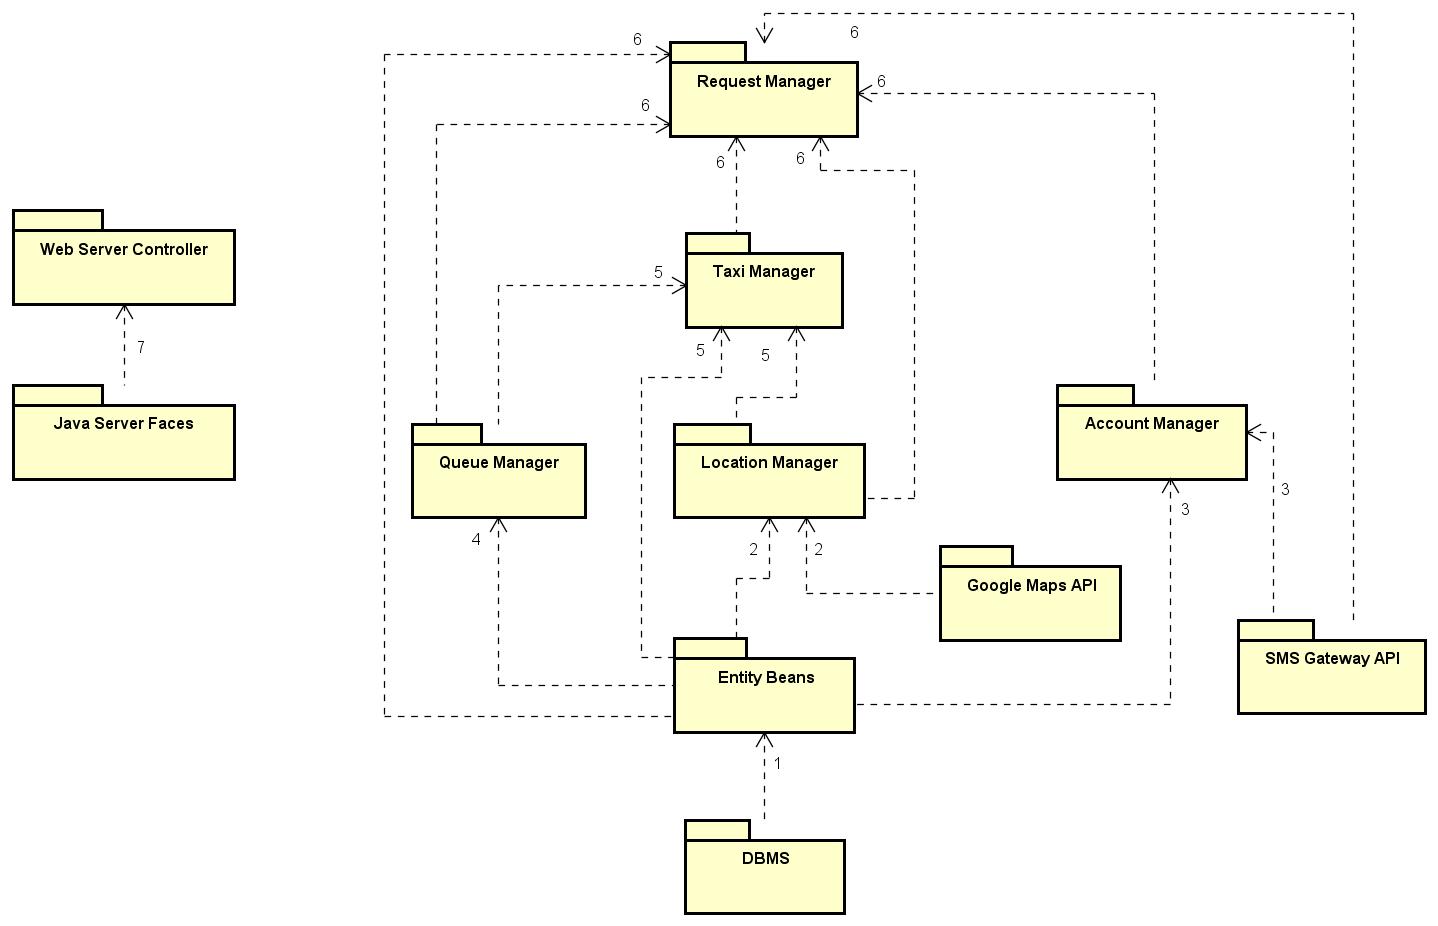 6
6
Request Manager
6
6
6
6
Web Server Controller
Taxi Manager
5
7
5
5
Java Server Faces
Account Manager
Queue Manager
Location Manager
3
3
4
2
2
Google Maps API
SMS Gateway API
Entity Beans
1
DBMS